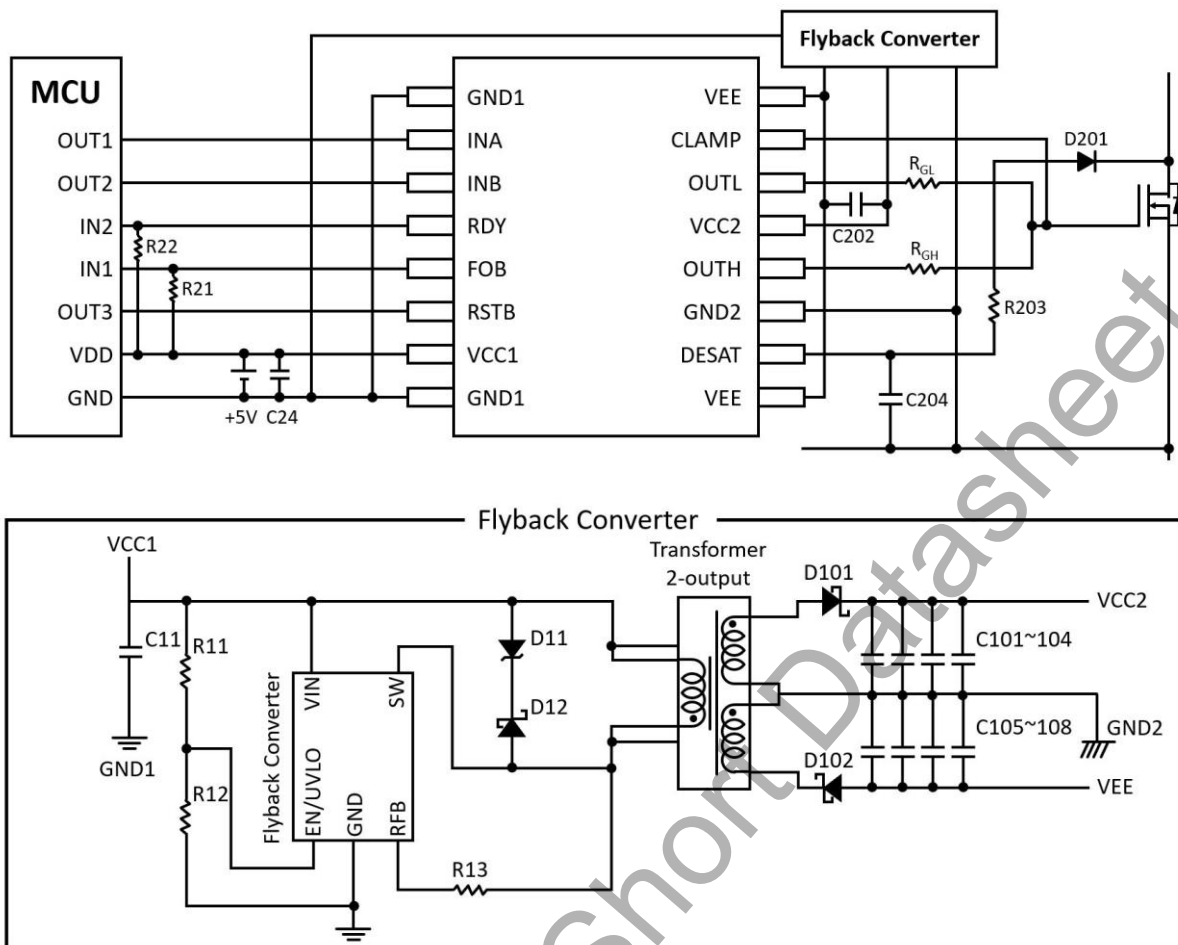 Flyback Converter
MCU
OUT1
OUT2
IN2
IN1
OUT3
VDD
GND
R22
R21
+5V
C24
GND1
INA
INB
RDY
FOB
RSTB
VCC1
GND1
VEE
CLAMP
OUTL
VCC2
OUTH
GND2
DESAT
VEE
RGL
C202
RGH
D201
R203
C204
Flyback Converter
VCC1
C11
GND1
R11
R12
Flyback Converter
VIN
SW
EN/UVLO
GND
RFB
R13
D11
D12
Transformer
2-output
D101
D102
VCC2
C101~104
C105~108
GND2
VEE
Short Datasheet